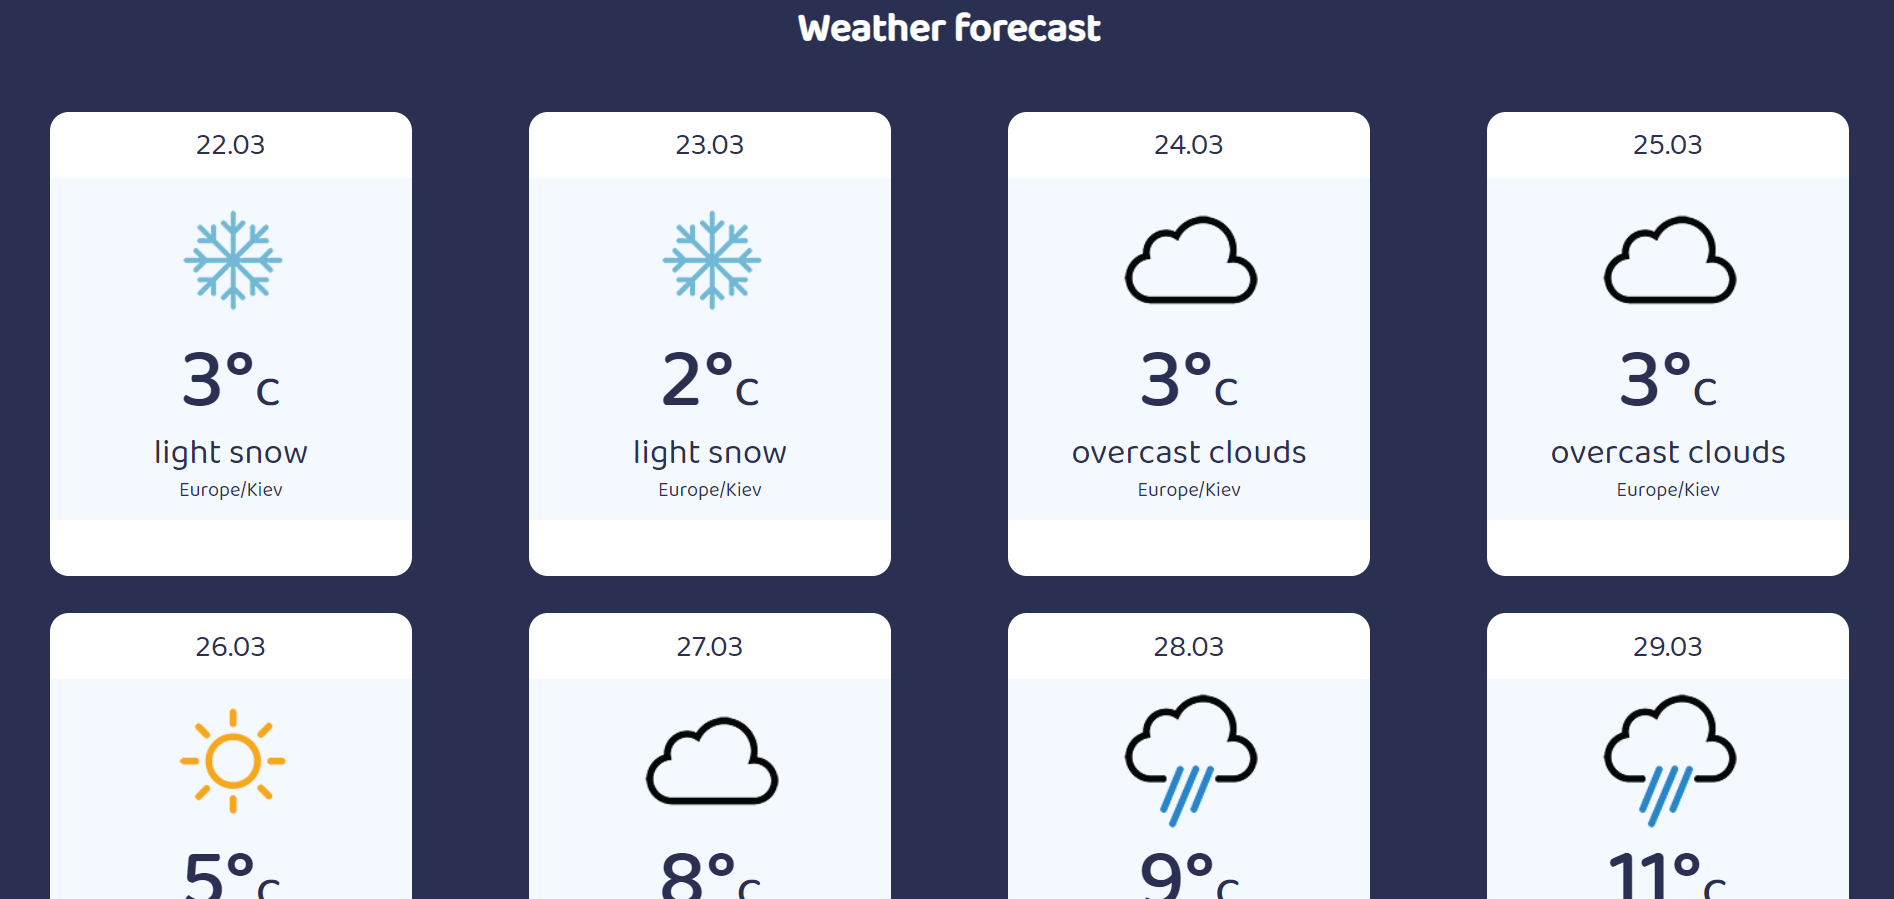 Weather forecast
22.03
3°c
light snow
Europe/Kiev
23.03
2°c
light snow
Europe/Kiev
24.03
3°c
overcast clouds
Europe/Kiev
25.03
3°c
overcast clouds
Europe/Kiev
26.03
5°c
27.03
8°c
28.03
9°c
29.03
11°c